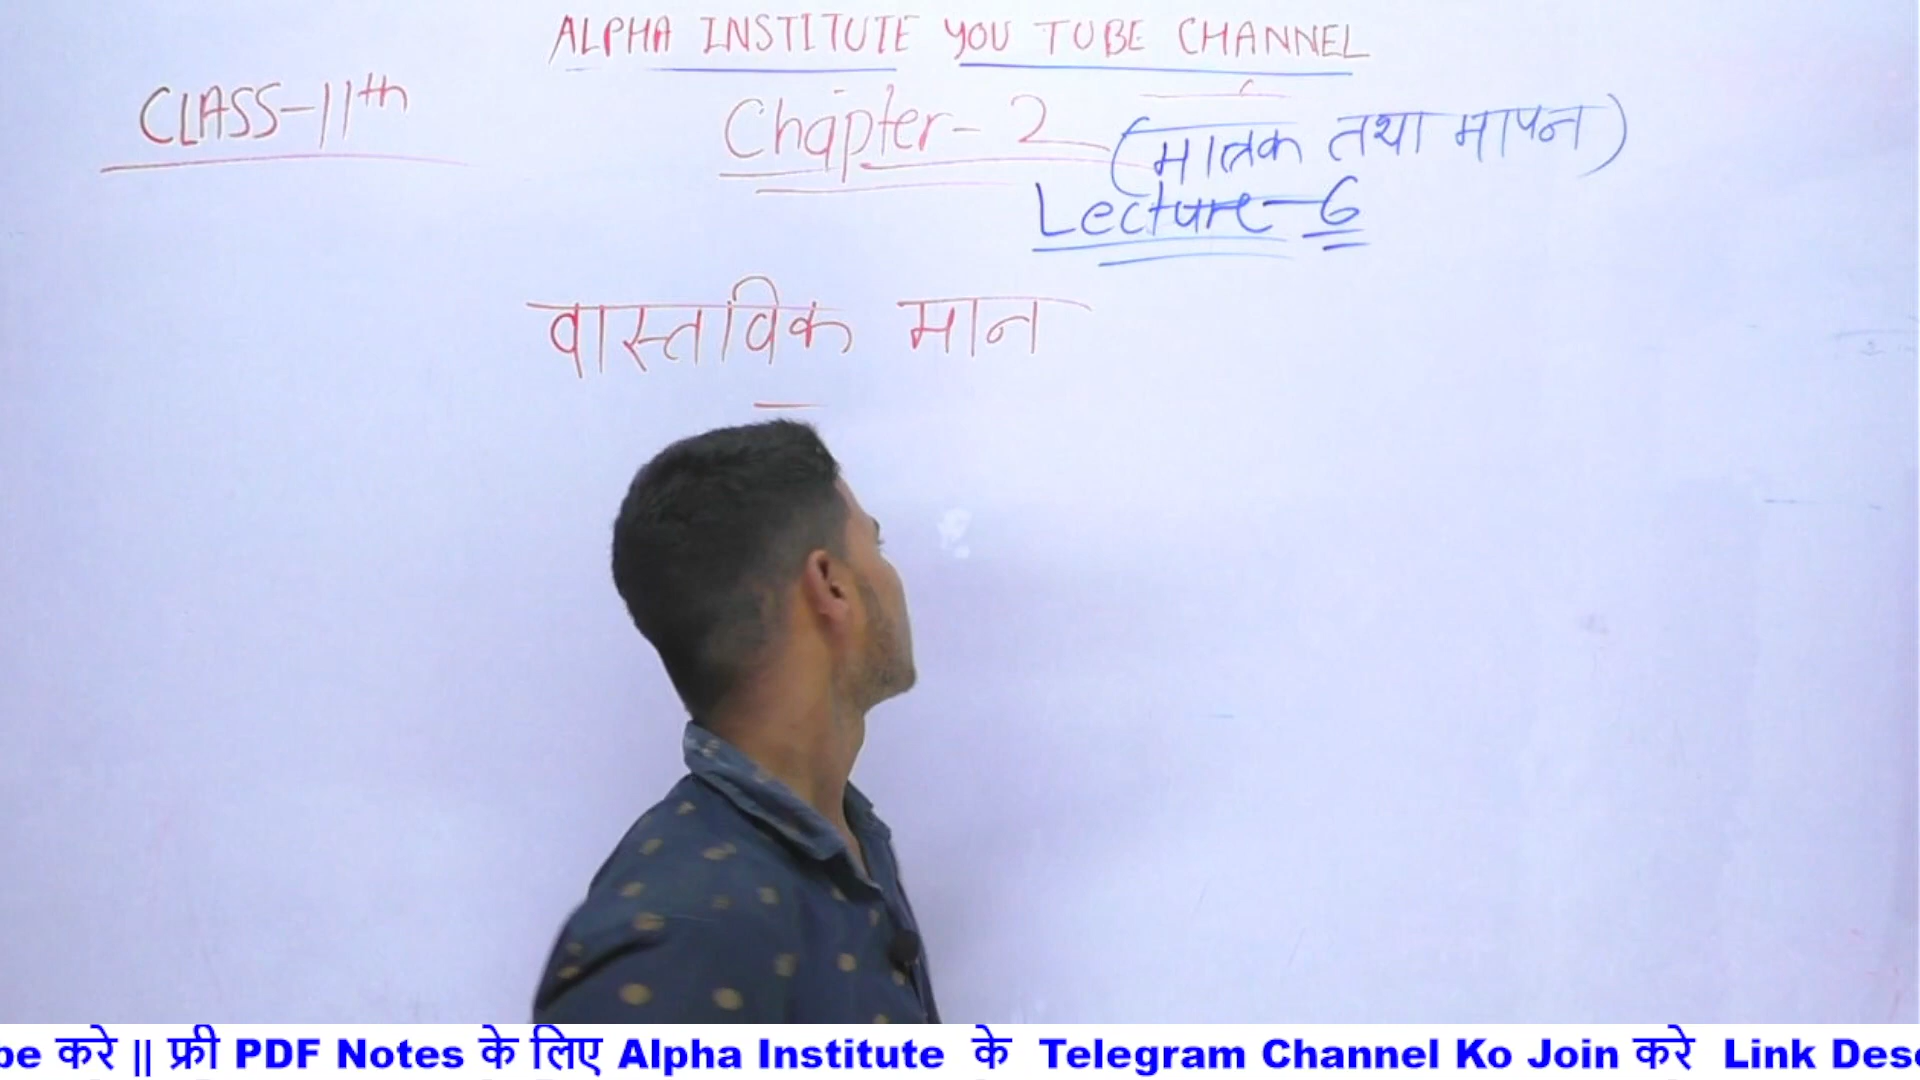 ALPHA INSTITUTE YOU TUBE CHANNEL
CLASS-11th
Chapter-2 (मात्रक तथा मापन)
Lecture-6
वास्तविक मान
करे || फ्री PDF Notes के लिए Alpha Institute के Telegram Channel Ko Join करे Link